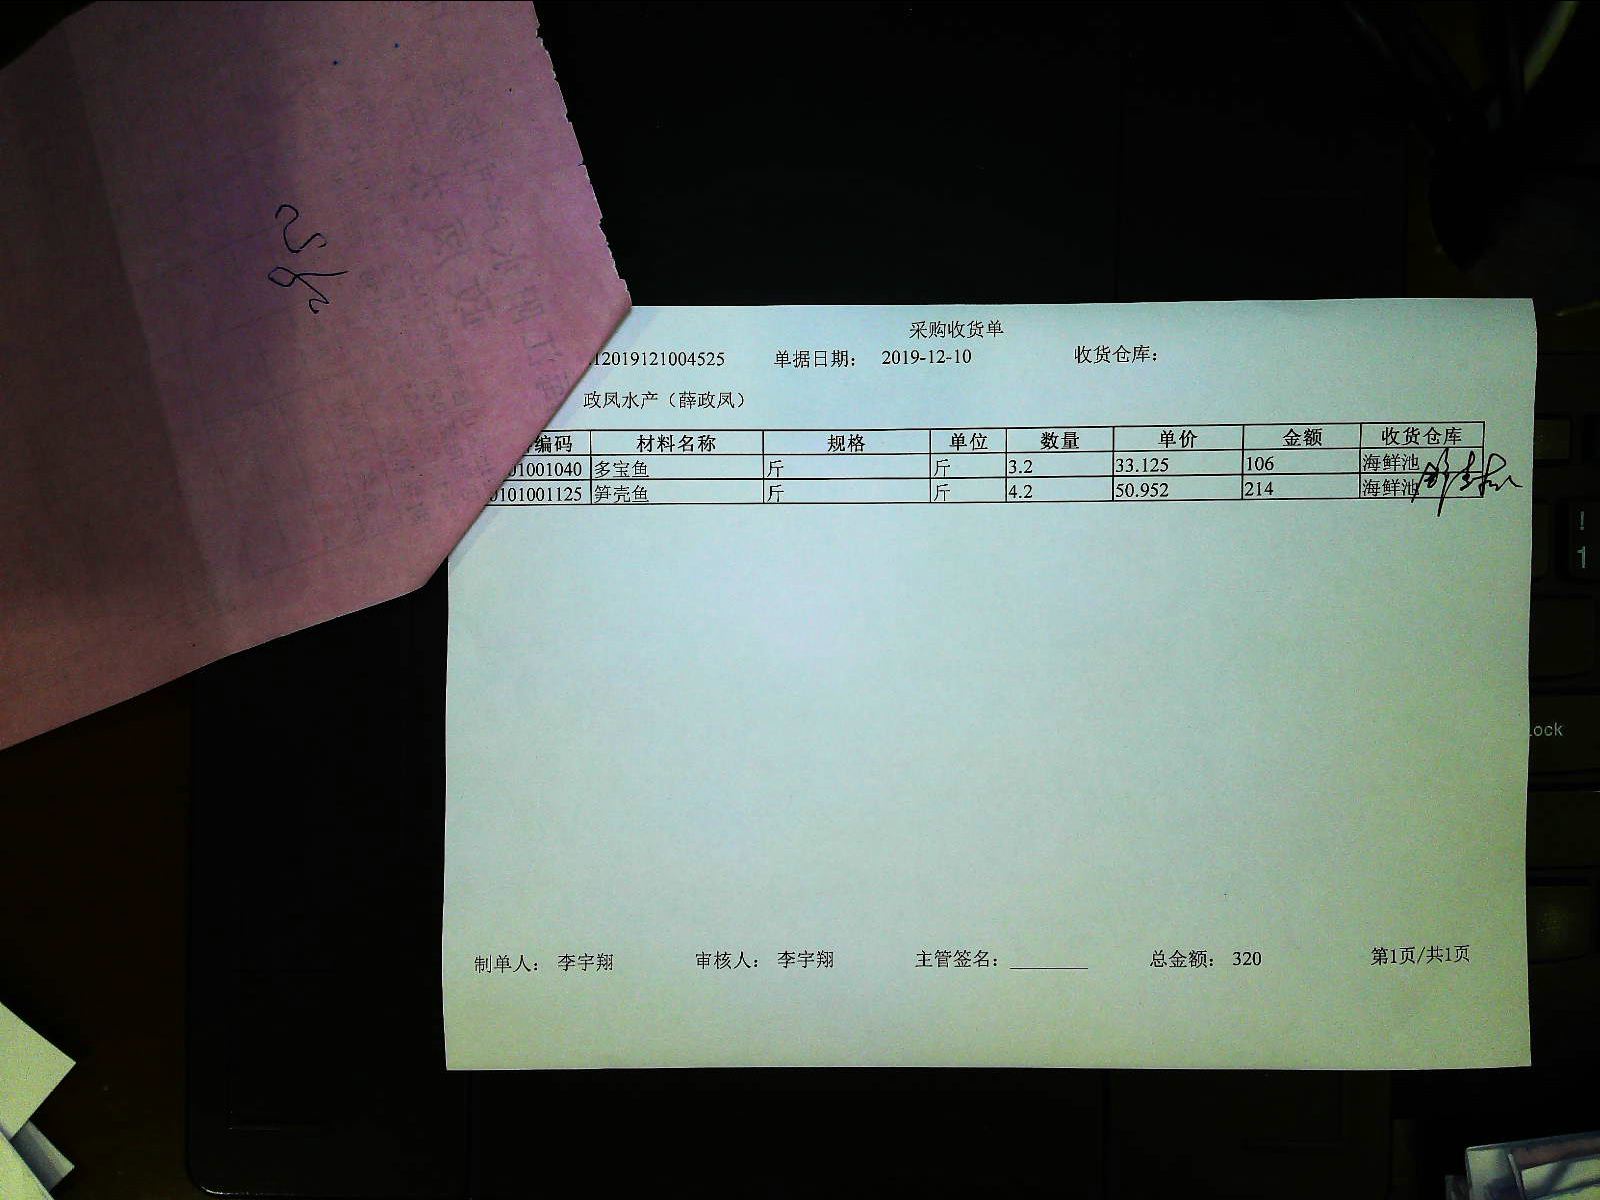 采购收货单
12019121004525 单据日期： 2019-12-10 收货仓库：
政凤水产（薛政凤）
编码 材料名称 规格 单位 数量 单价 金额 收货仓库
01001040 多宝鱼 斤 斤 3.2 33.125 106 海鲜池
0101001125 笋壳鱼 斤 斤 4.2 50.952 214 海鲜池
制单人： 李宇翔 审核人： 李宇翔 主管签名： 总金额： 320 第1页/共1页
!
1
Lock